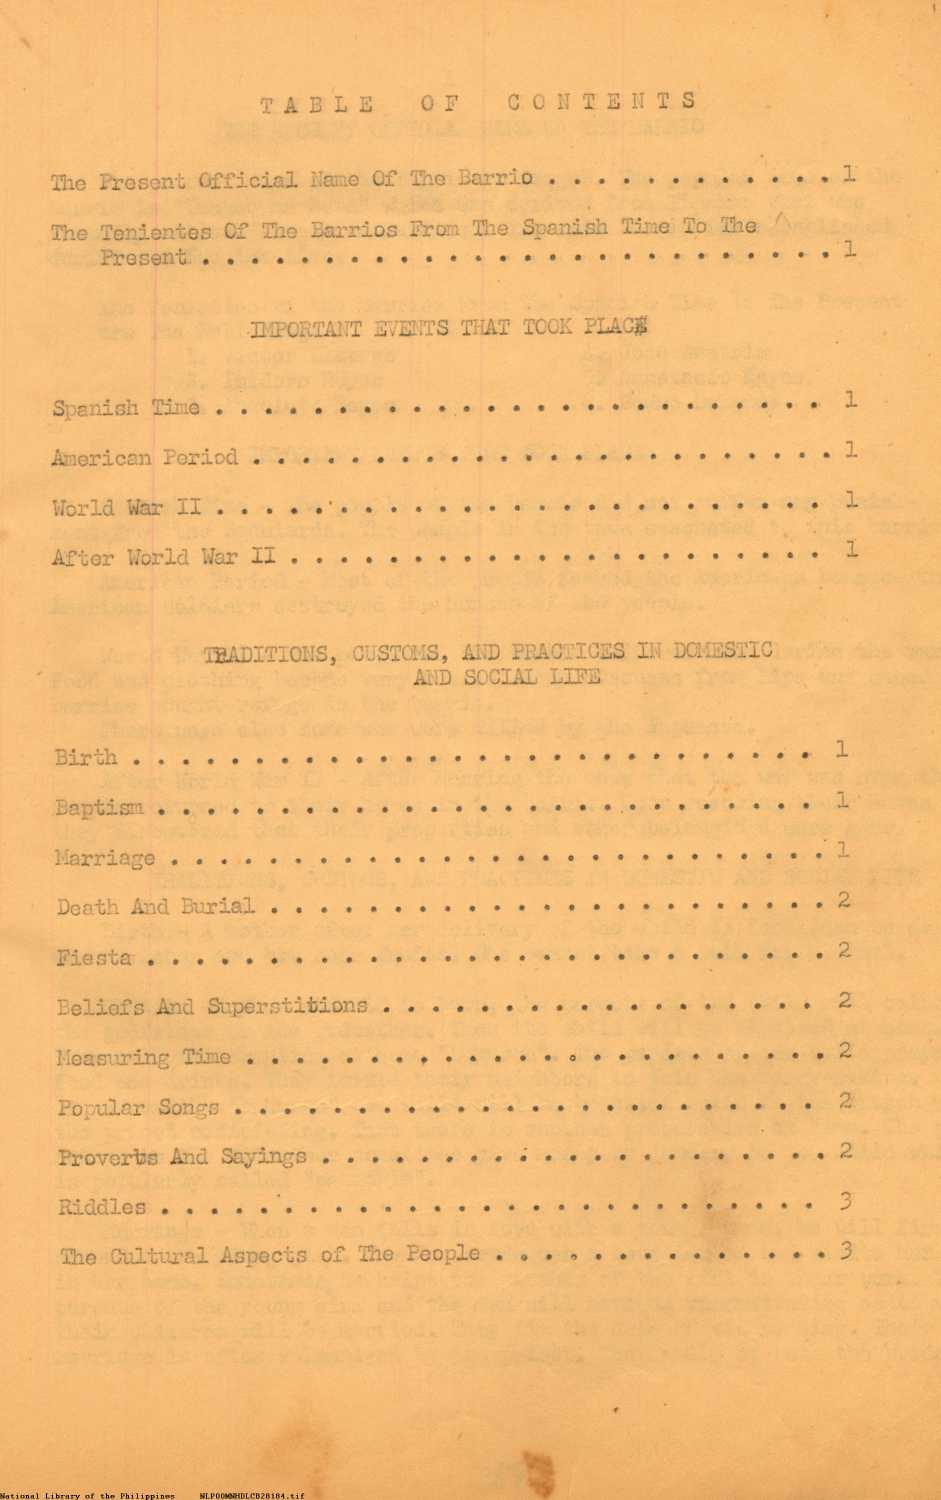 TABLE OF CONTENTS
The Present Official Name Of The Barrio . . . . . . . . . . . . 1
The Tenientes Of The Barrios From The Spanish Time To The
Present . . . . . . . . . . . . . . . . . . . . . . . . . . 1
IMPORTANT EVENTS THAT TOOK PLACE
Spanish Time . . . . . . . . . . . . . . . . . . . . . . . . . 1
American Period . . . . . . . . . . . . . . . . . . . . . . . . 1
World War II . . . . . . . . . . . . . . . . . . . . . . . . . 1
After World War II . . . . . . . . . . . . . . . . . . . . . . 1
TRADITIONS, CUSTOMS, AND PRACTICES IN DOMESTIC
AND SOCIAL LIFE
Birth . . . . . . . . . . . . . . . . . . . . . . . . . . . . 1
Baptism . . . . . . . . . . . . . . . . . . . . . . . . . . . 1
Marriage . . . . . . . . . . . . . . . . . . . . . . . . . . . 1
Death And Burial . . . . . . . . . . . . . . . . . . . . . . . 2
Fiesta . . . . . . . . . . . . . . . . . . . . . . . . . . . . 2
Beliefs And Superstitions . . . . . . . . . . . . . . . . . . 2
Measuring Time . . . . . . . . . . . . . . . . . . . . . . . . 2
Popular Songs . . . . . . . . . . . . . . . . . . . . . . . . 2
Proverbs And Sayings . . . . . . . . . . . . . . . . . . . . . 2
Riddles . . . . . . . . . . . . . . . . . . . . . . . . . . . 3
The Cultural Aspects of The People . . . . . . . . . . . . . . 3
National Library of the Philippines NLP00MNHDLCB28184.tif